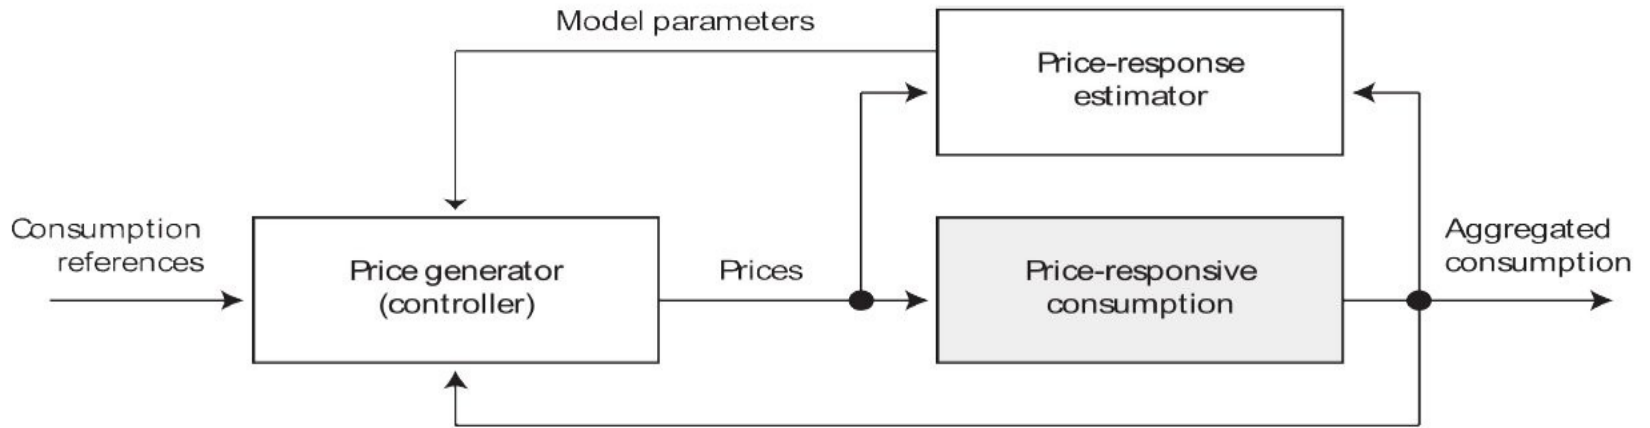 Model parameters
Price-response
estimator
Consumption
references
Price generator
(controller)
Prices
Price-responsive
consumption
Aggregated
consumption